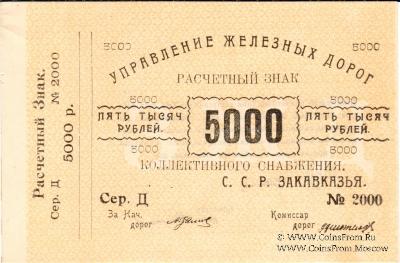 Расчетный Знак.
Сер. Д № 2000
5000 р.
5000 5000
УПРАВЛЕНИЕ ЖЕЛЕЗНЫХ ДОРОГ
РАСЧЕТНЫЙ ЗНАК
5000 5000
ПЯТЬ ТЫСЯЧ РУБЛЕЙ. 5000 ПЯТЬ ТЫСЯЧ РУБЛЕЙ.
5000 5000
КОЛЛЕКТИВНОГО СНАБЖЕНИЯ.
С. С. Р. ЗАКАВКАЗЬЯ.
Сер. Д № 2000
За Нач. дорог Комиссар дорог
© www.CoinsFrom.Ru
www.CoinsFrom.Moscow